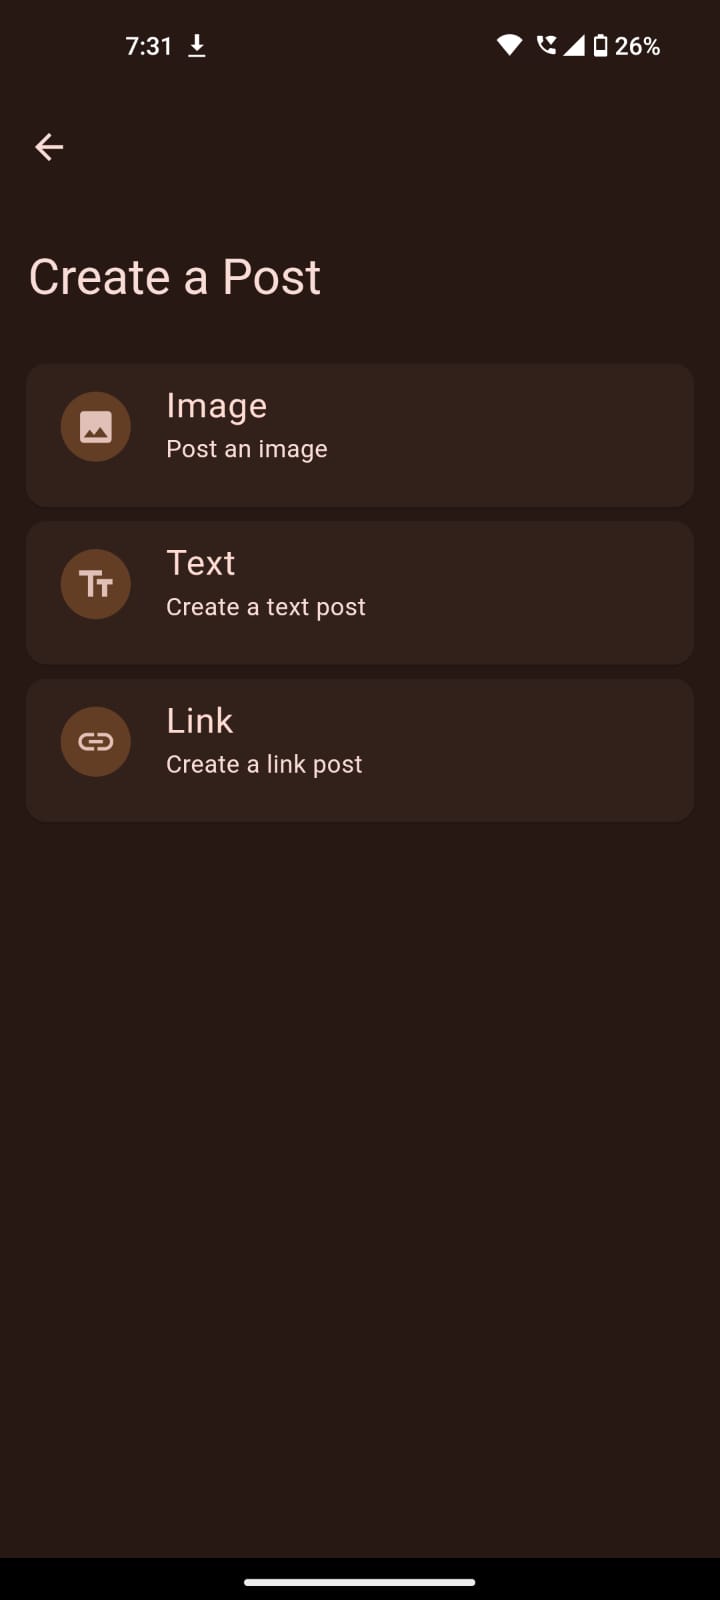 7:31 26%
Create a Post
Image
Post an image
Text
Create a text post
Link
Create a link post